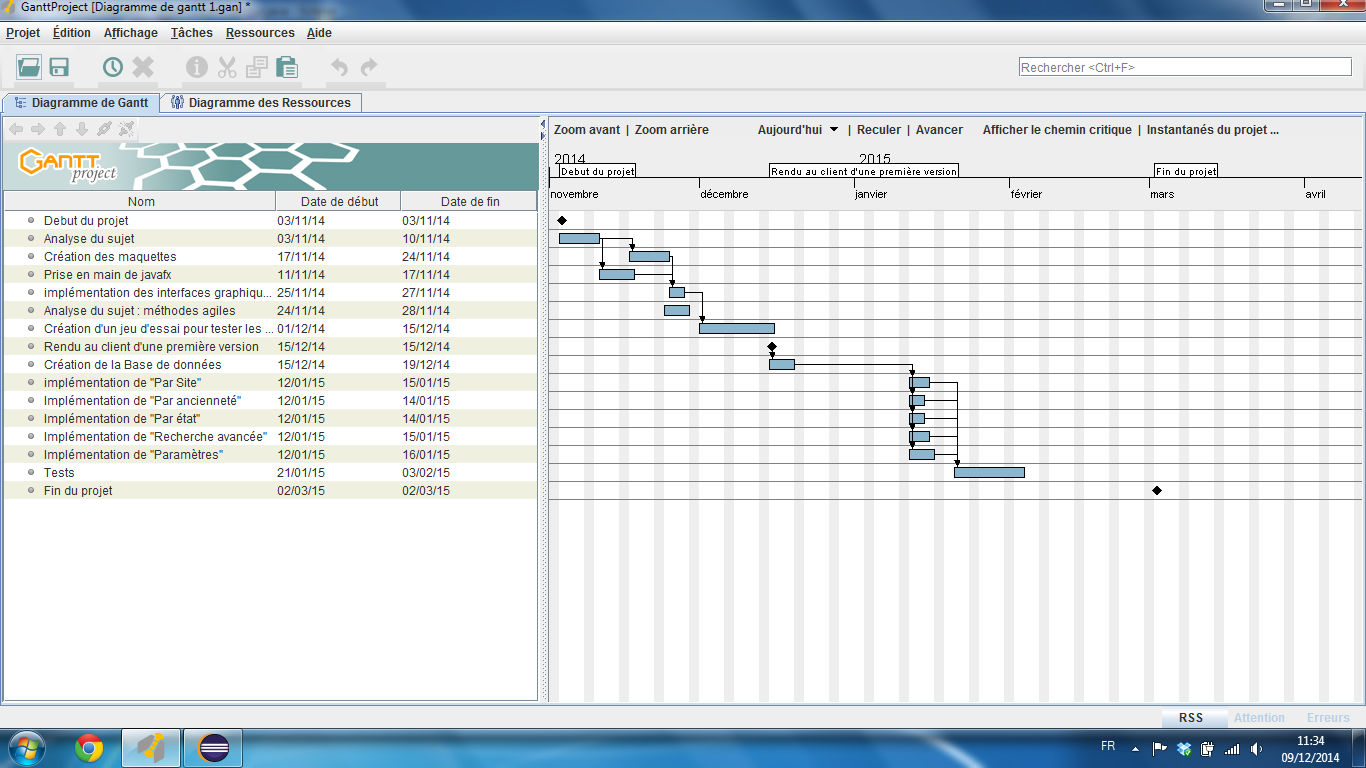 GanttProject [Diagramme de gantt 1.gan] *
Projet Édition Affichage Tâches Ressources Aide
Rechercher <Ctrl+F>
Diagramme de Gantt Diagramme des Ressources
Zoom avant | Zoom arrière Aujourd'hui | Reculer | Avancer Afficher le chemin critique | Instantanés du projet ...
GANTT project
2014 2015
Debut du projet Rendu au client d'une première version Fin du projet
novembre décembre janvier février mars avril
Nom Date de début Date de fin
Debut du projet 03/11/14 03/11/14
Analyse du sujet 03/11/14 10/11/14
Création des maquettes 17/11/14 24/11/14
Prise en main de javafx 11/11/14 17/11/14
implémentation des interfaces graphiqu... 25/11/14 27/11/14
Analyse du sujet : méthodes agiles 24/11/14 28/11/14
Création d'un jeu d'essai pour tester les ... 01/12/14 15/12/14
Rendu au client d'une première version 15/12/14 15/12/14
Création de la Base de données 15/12/14 19/12/14
implémentation de "Par Site" 12/01/15 15/01/15
Implémentation de "Par ancienneté" 12/01/15 14/01/15
Implémentation de "Par état" 12/01/15 14/01/15
Implémentation de "Recherche avancée" 12/01/15 15/01/15
Implémentation de "Paramètres" 12/01/15 16/01/15
Tests 21/01/15 03/02/15
Fin du projet 02/03/15 02/03/15
RSS Attention Erreurs
FR 11:34
09/12/2014